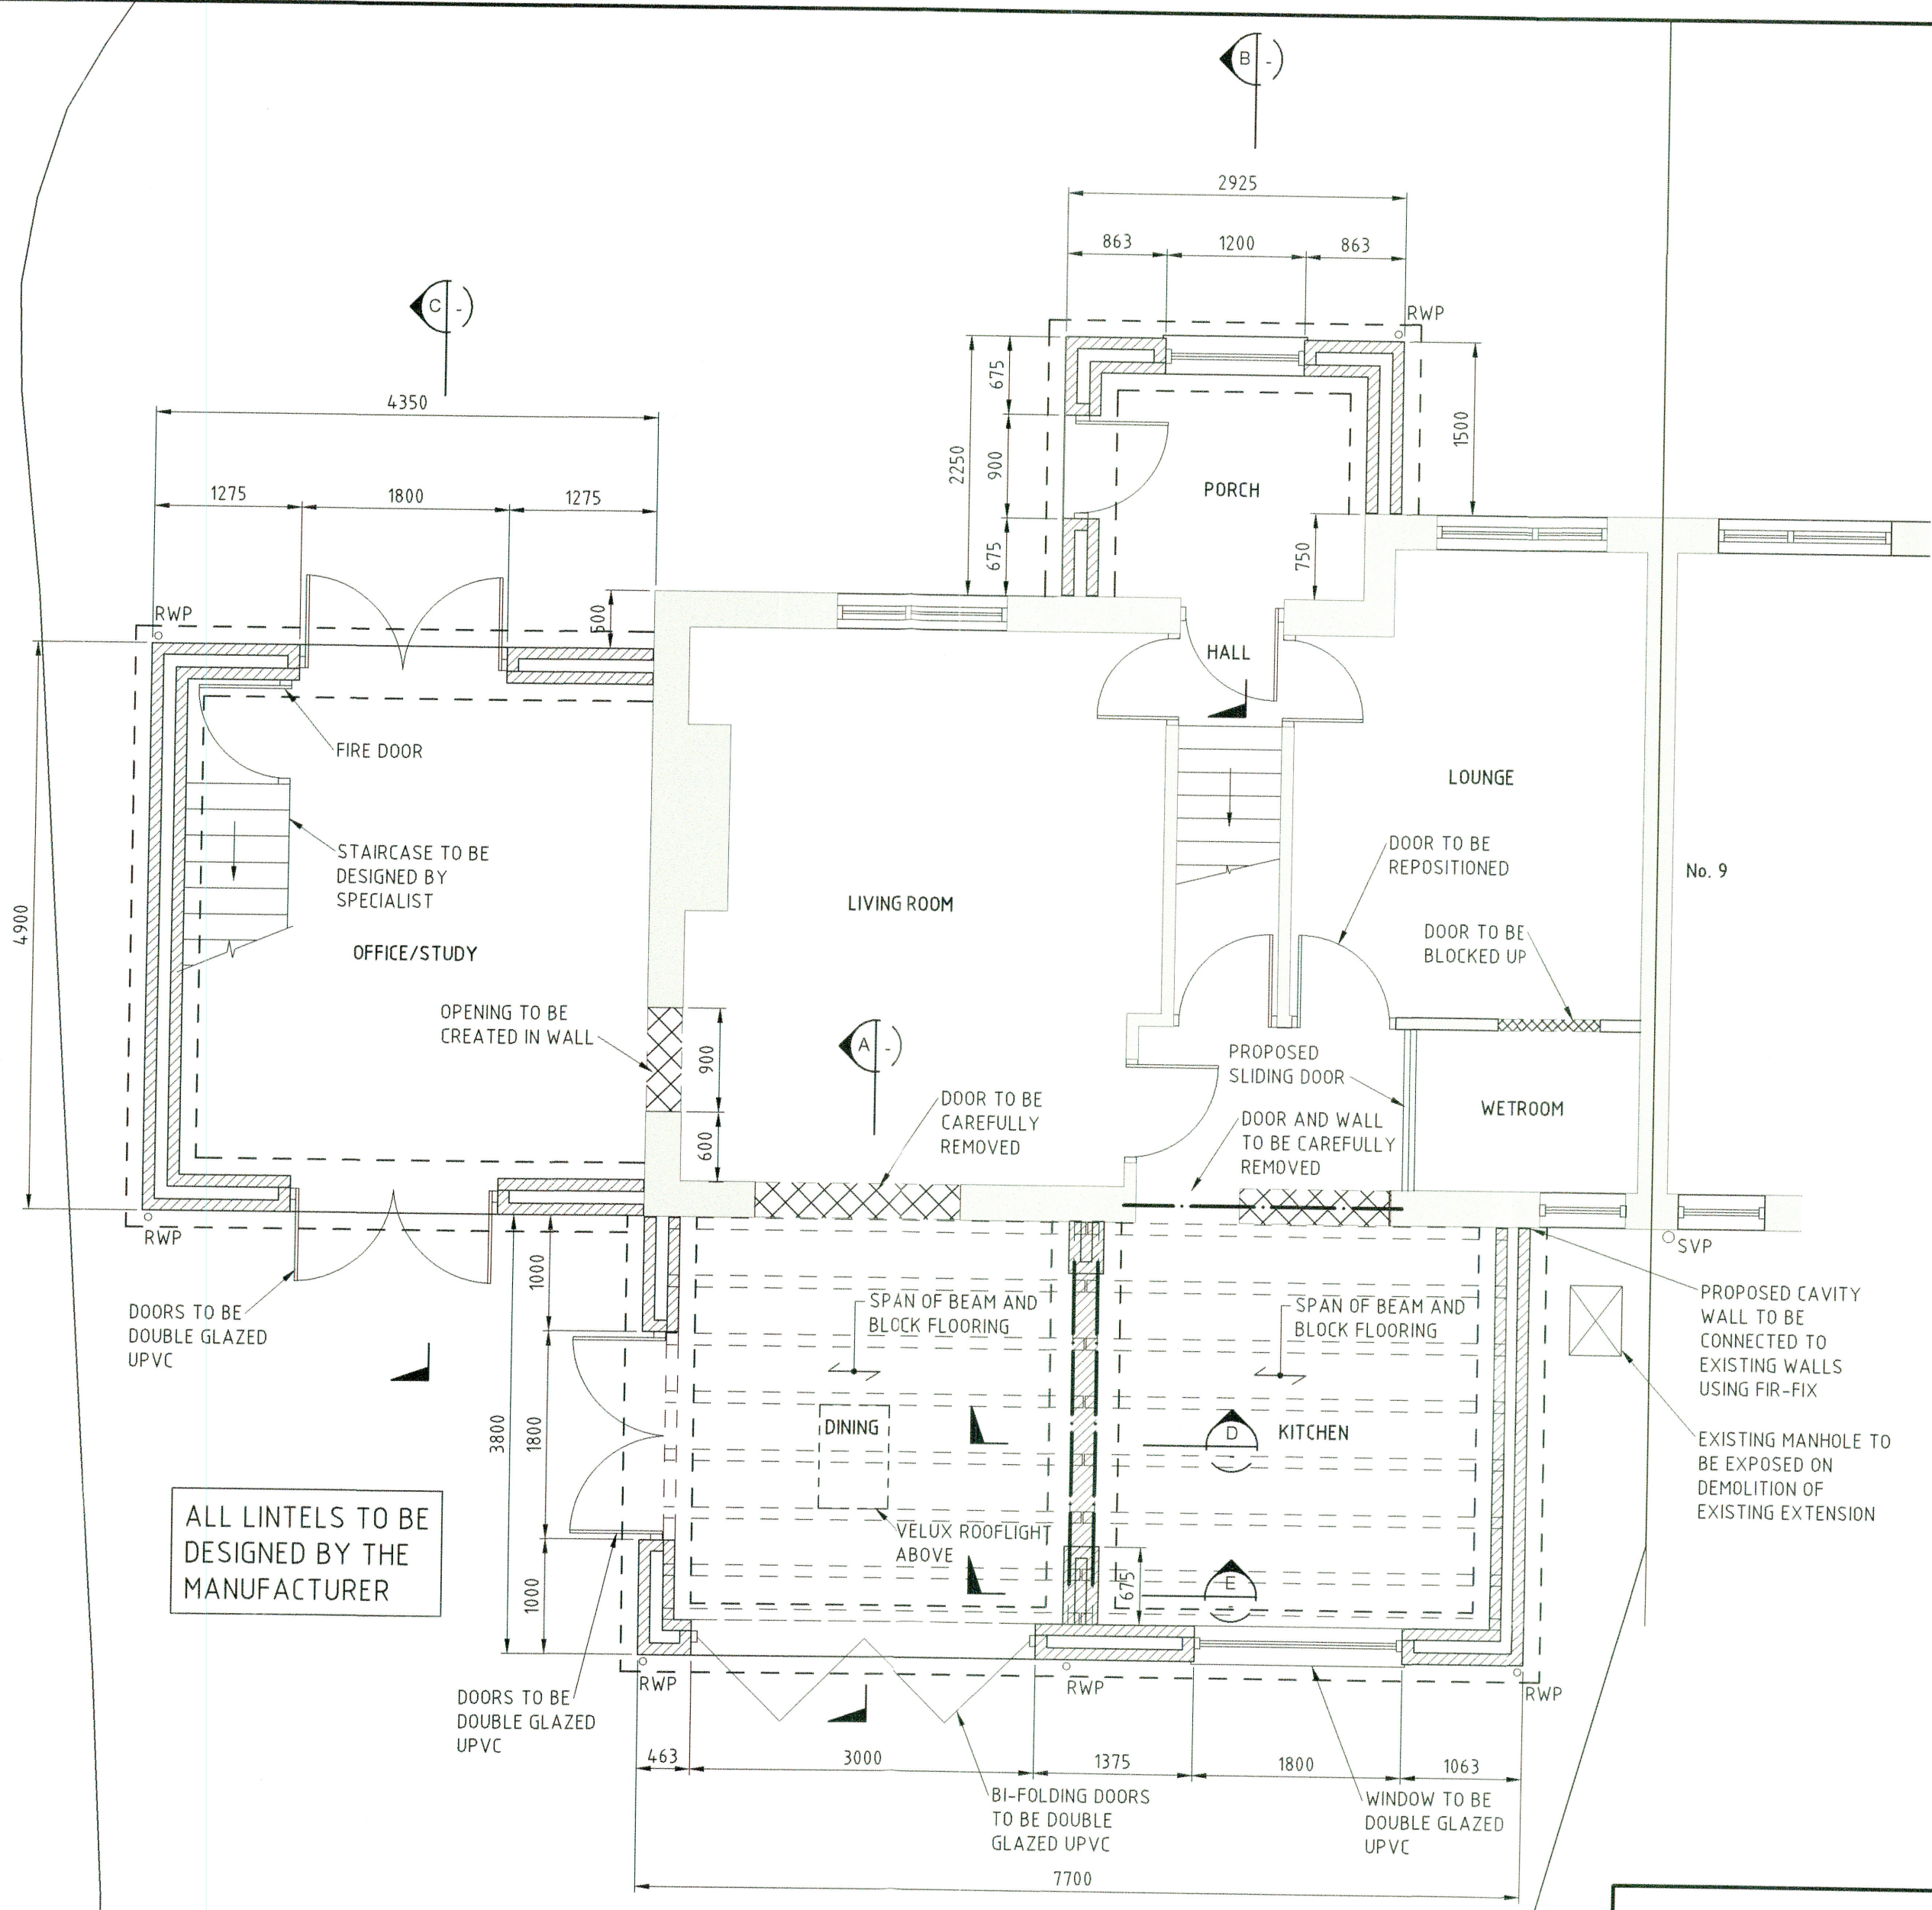 B -
2925
863 1200 863
RWP
C -
4350
1275 1800 1275
675
2250
900
675
1500
750
PORCH
RWP
500
HALL
FIRE DOOR
LOUNGE
4900
STAIRCASE TO BE
DESIGNED BY
SPECIALIST
OFFICE/STUDY
LIVING ROOM
DOOR TO BE
REPOSITIONED
No. 9
DOOR TO BE
BLOCKED UP
OPENING TO BE
CREATED IN WALL
900
600
A -
PROPOSED
SLIDING DOOR
WETROOM
DOOR TO BE
CAREFULLY
REMOVED
DOOR AND WALL
TO BE CAREFULLY
REMOVED
RWP
SVP
DOORS TO BE
DOUBLE GLAZED
UPVC
1000
3800
1800
1000
SPAN OF BEAM AND
BLOCK FLOORING
SPAN OF BEAM AND
BLOCK FLOORING
PROPOSED CAVITY
WALL TO BE
CONNECTED TO
EXISTING WALLS
USING FIR-FIX
DINING
D -
KITCHEN
EXISTING MANHOLE TO
BE EXPOSED ON
DEMOLITION OF
EXISTING EXTENSION
ALL LINTELS TO BE
DESIGNED BY THE
MANUFACTURER
VELUX ROOFLIGHT
ABOVE
675
E -
RWP
RWP
RWP
DOORS TO BE
DOUBLE GLAZED
UPVC
463 3000 1375 1800 1063
BI-FOLDING DOORS
TO BE DOUBLE
GLAZED UPVC
WINDOW TO BE
DOUBLE GLAZED
UPVC
7700